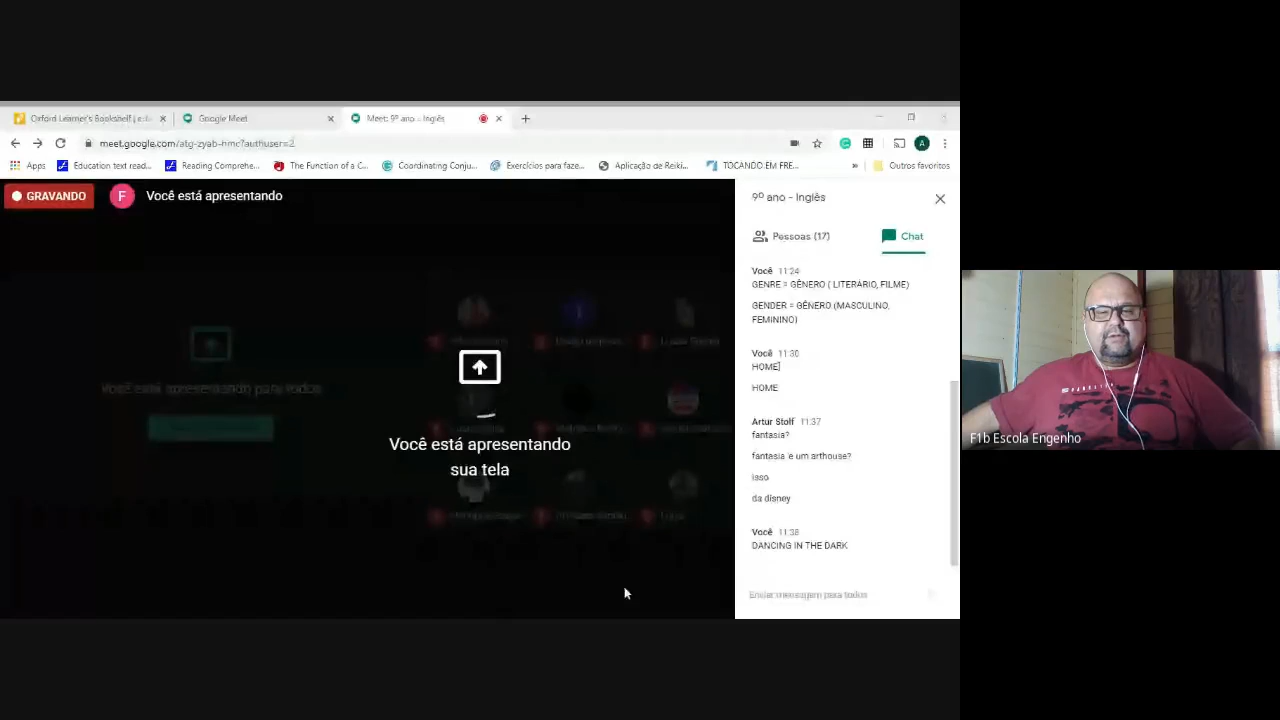 Oxford Learner's Bookshelf | e-b
Google Meet
Meet: 9º ano - Inglês
meet.google.com/atg-zyab-hmc?authuser=2
Apps
Education text read...
Reading Comprehe...
The Function of a C...
Coordinating Conju...
Exercícios para faze...
Aplicação de Reiki...
TOCANDO EM FRE...
»
Outros favoritos
GRAVANDO
F
Você está apresentando
9º ano - Inglês
Pessoas (17)
Chat
Você 11:24
GENRE = GÊNERO ( LITERÁRIO, FILME)
GENDER = GÊNERO (MASCULINO,
FEMININO)
Você 11:30
HOME]
HOME
Artur Stolf 11:37
fantasia?
fantasia 'e um arthouse?
isso
da disney
Você 11:38
DANCING IN THE DARK
Enviar mensagem para todos
Você está apresentando para todos
Você está apresentando
sua tela
F1b Escola Engenho